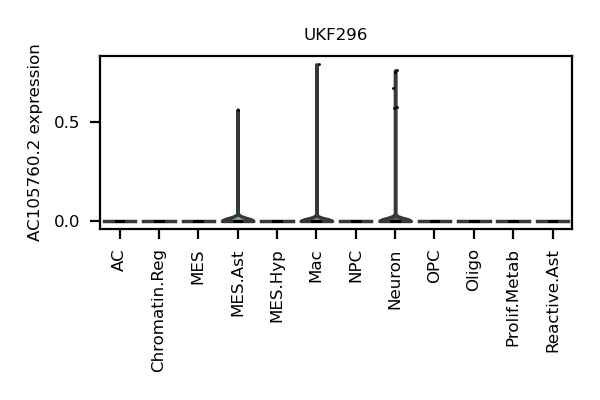 UKF296
AC105760.2 expression
0.5
0.0
AC
Chromatin.Reg
MES
MES.Ast
MES.Hyp
Mac
NPC
Neuron
OPC
Oligo
Prolif.Metab
Reactive.Ast